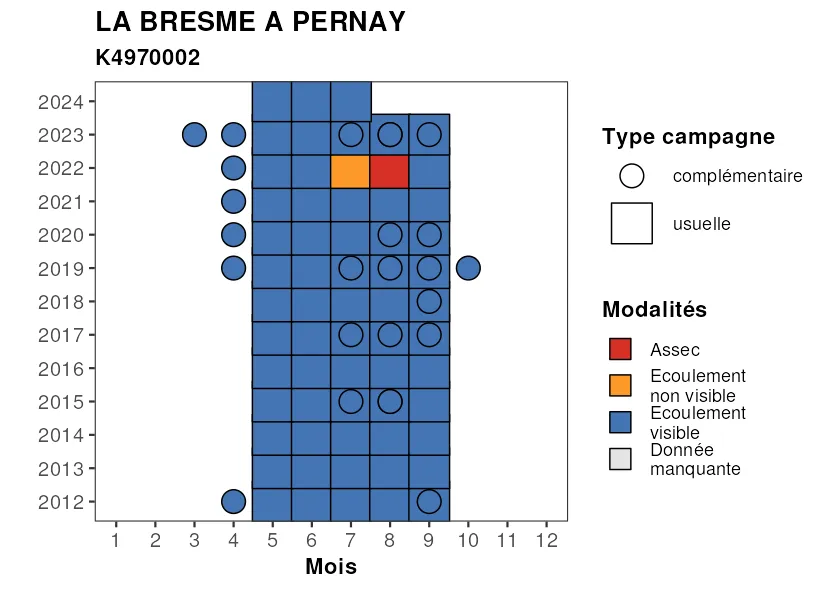 LA BRESME A PERNAY
K4970002
2024
2023
2022
2021
2020
2019
2018
2017
2016
2015
2014
2013
2012
1 2 3 4 5 6 7 8 9 10 11 12
Mois
Type campagne
complémentaire
usuelle
Modalités
Assec
Ecoulement
non visible
Ecoulement
visible
Donnée
manquante